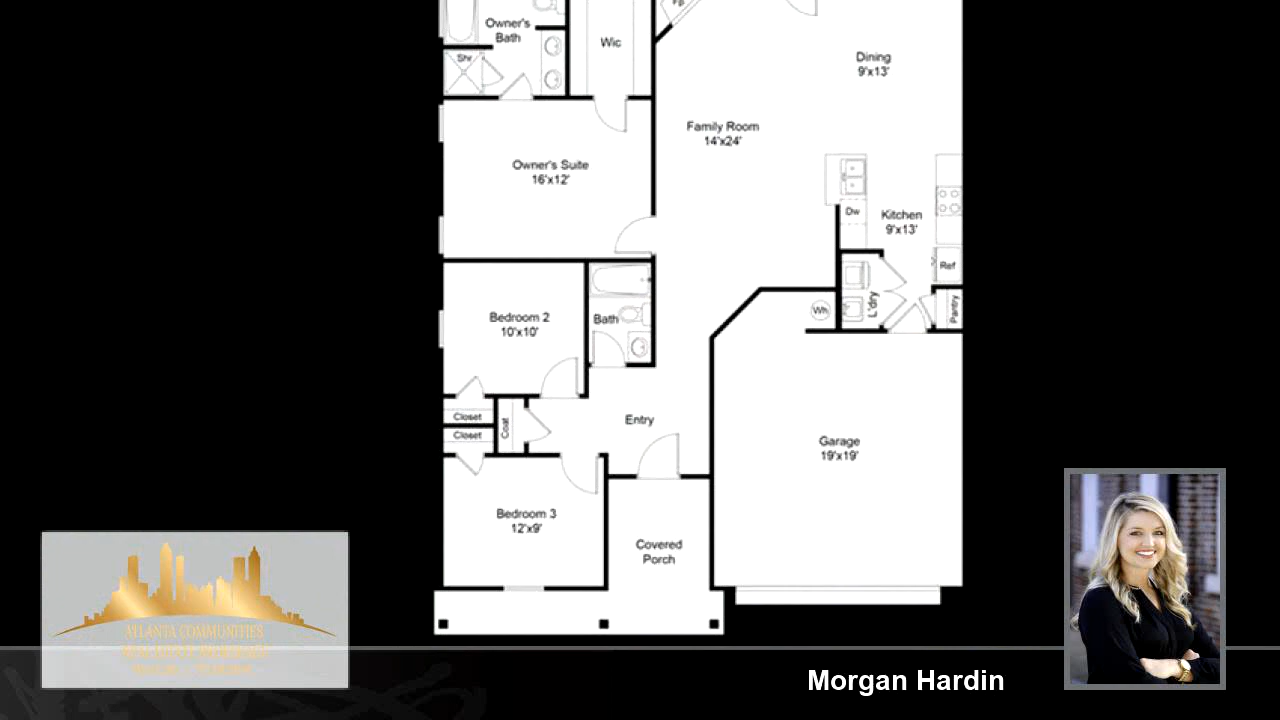 Owner's
Bath
Wic
Shr
Dining
9'x13'
Family Room
14'x24'
Owner's Suite
16'x12'
Dw
Kitchen
9'x13'
Ref
L'dry
Pantry
Wh
Bedroom 2
10'x10'
Bath
Closet
Coat
Closet
Entry
Garage
19'x19'
Bedroom 3
12'x9'
Covered
Porch
ATLANTA COMMUNITIES
REAL ESTATE BROKERAGE
Morgan Hardin